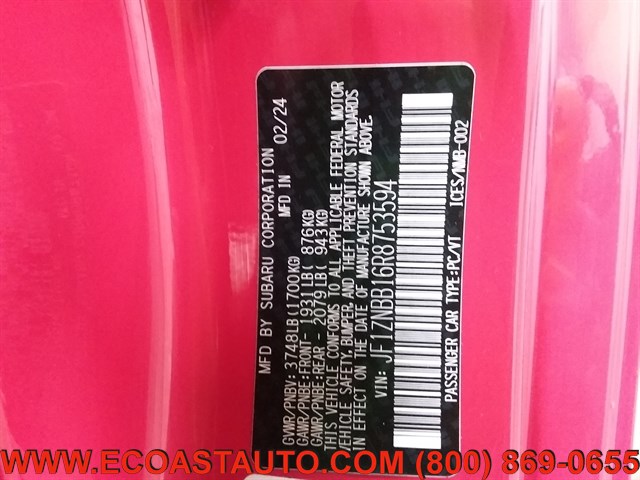 MFD BY SUBARU CORPORATION 02/24
MFD IN
GVWR/PNBV: 3748LB(1700KG)
GAWR/PNBE:FRONT- 1931LB( 876KG)
GAWR/PNBE:REAR - 2079LB( 943KG)
THIS VEHICLE CONFORMS TO ALL APPLICABLE FEDERAL MOTOR
VEHICLE SAFETY, BUMPER, AND THEFT PREVENTION STANDARDS
IN EFFECT ON THE DATE OF MANUFACTURE SHOWN ABOVE.
VIN: JF1ZNBB16R8753594
PASSENGER CAR TYPE:PC/VT ICES/NMB-002
WWW.ECOASTAUTO.COM (800) 869-0655